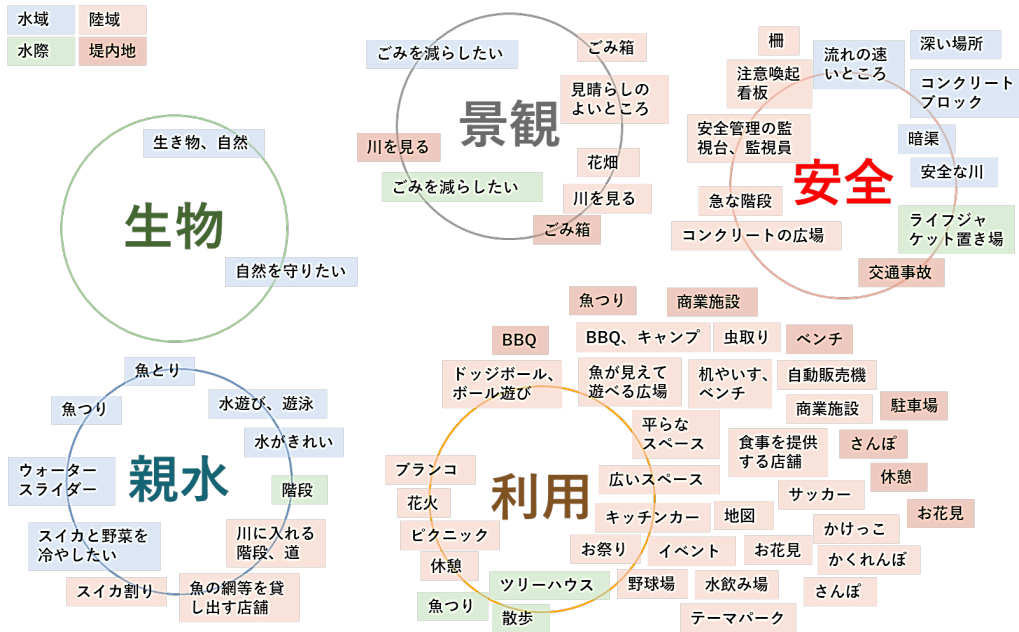 水域
陸域
水際
堤内地
生き物、自然
生物
自然を守りたい
ごみを減らしたい
ごみ箱
見晴らしの
よいところ
景観
川を見る
花畑
ごみを減らしたい
川を見る
ごみ箱
柵
流れの速
いところ
深い場所
注意喚起
看板
コンクリート
ブロック
安全管理の監
視台、監視員
暗渠
安全
安全な川
急な階段
ライフジャ
ケット置き場
コンクリートの広場
交通事故
魚とり
魚つり
水遊び、遊泳
水がきれい
ウォーター
スライダー
親水
階段
スイカと野菜を
冷やしたい
川に入れる
階段、道
スイカ割り
魚の網等を貸
し出す店舗
魚つり
商業施設
BBQ
BBQ、キャンプ
虫取り
ベンチ
ドッジボール、
ボール遊び
魚が見えて
遊べる広場
机やいす、
ベンチ
自動販売機
商業施設
駐車場
平らな
スペース
食事を提供
する店舗
さんぽ
ブランコ
利用
広いスペース
休憩
サッカー
花火
キッチンカー
地図
お花見
かけっこ
ピクニック
お祭り
イベント
お花見
かくれんぼ
休憩
ツリーハウス
野球場
水飲み場
さんぽ
魚つり
散歩
テーマパーク